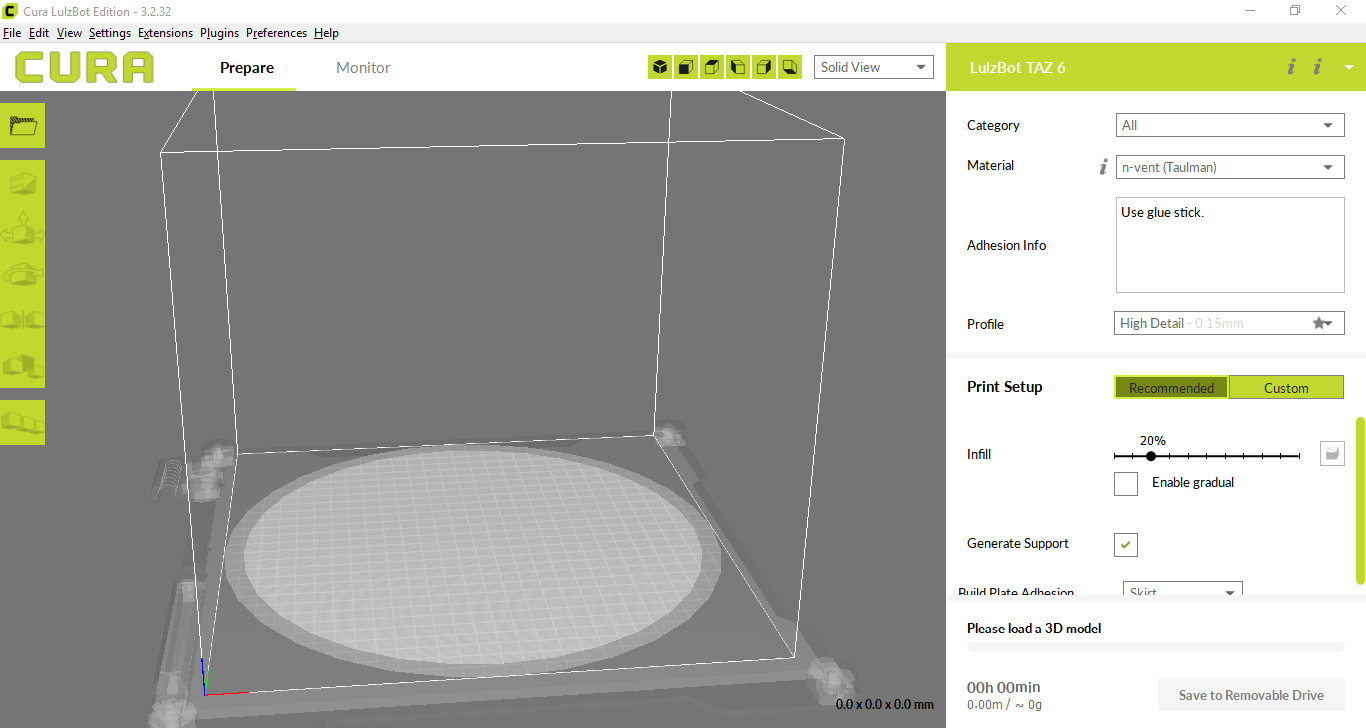 Cura LulzBot Edition - 3.2.32
File Edit View Settings Extensions Plugins Preferences Help
CURA
Prepare
Monitor
Solid View
LulzBot TAZ 6
Category
All
Material
n-vent (Taulman)
Adhesion Info
Use glue stick.
Profile
High Detail - 0.15mm
Print Setup
Recommended
Custom
20%
Infill
Enable gradual
Generate Support
Build Plate Adhesion
Skirt
Please load a 3D model
00h 00min
0.00m / ~ 0g
Save to Removable Drive
0.0 x 0.0 x 0.0 mm